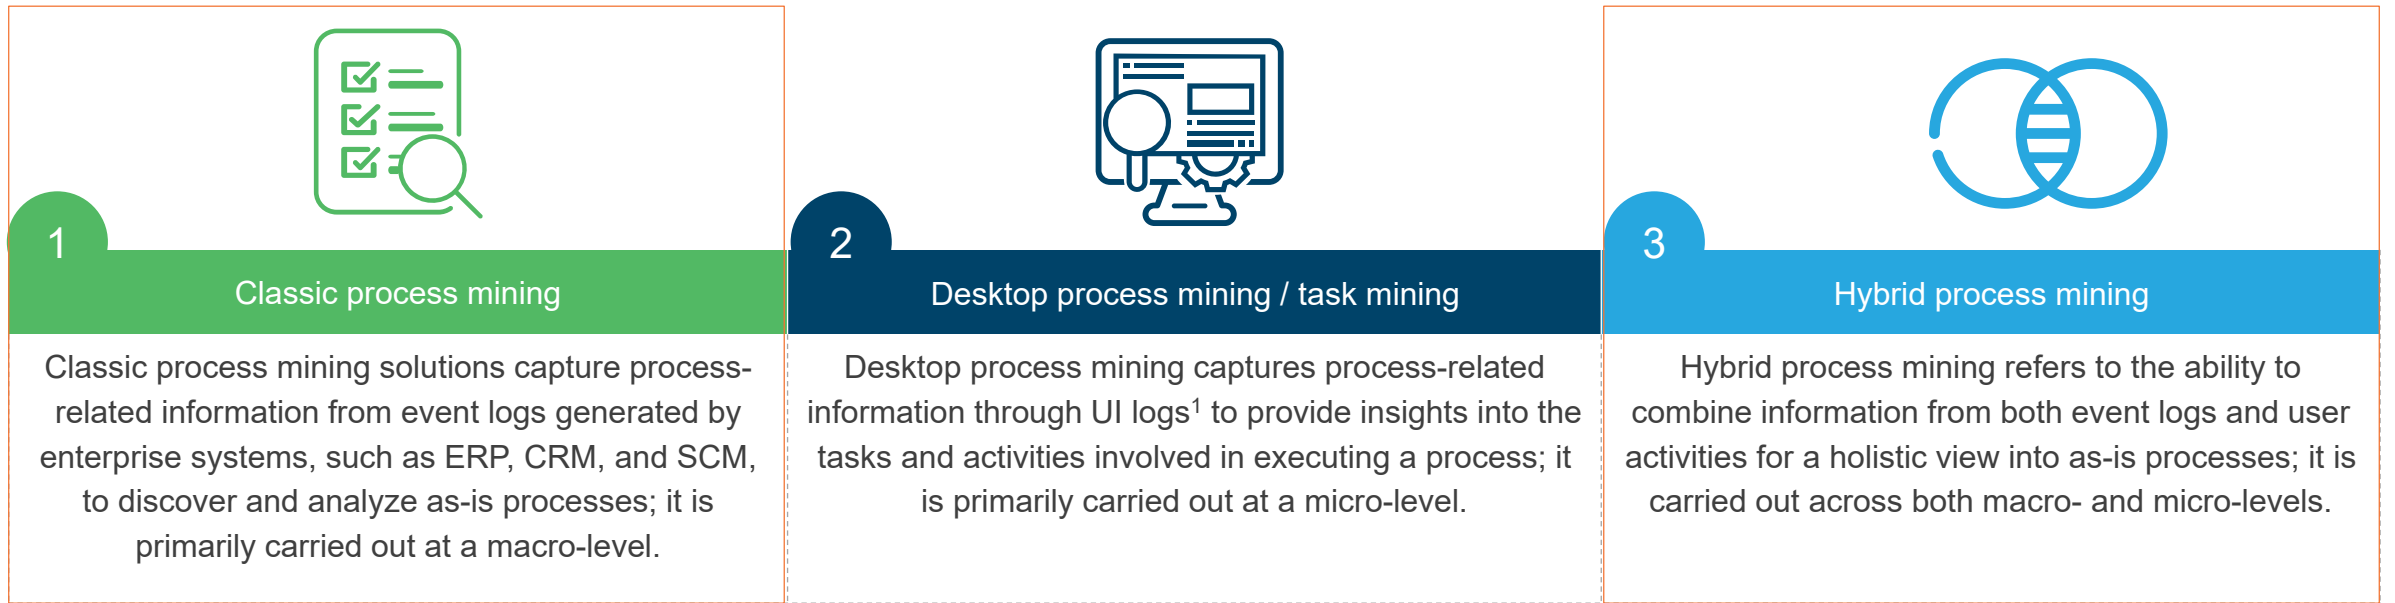 1
Classic process mining
Classic process mining solutions capture process-
related information from event logs generated by
enterprise systems, such as ERP, CRM, and SCM,
to discover and analyze as-is processes; it is
primarily carried out at a macro-level.
2
Desktop process mining / task mining
Desktop process mining captures process-related
information through UI logs¹ to provide insights into the
tasks and activities involved in executing a process; it
is primarily carried out at a micro-level.
3
Hybrid process mining
Hybrid process mining refers to the ability to
combine information from both event logs and user
activities for a holistic view into as-is processes; it is
carried out across both macro- and micro-levels.